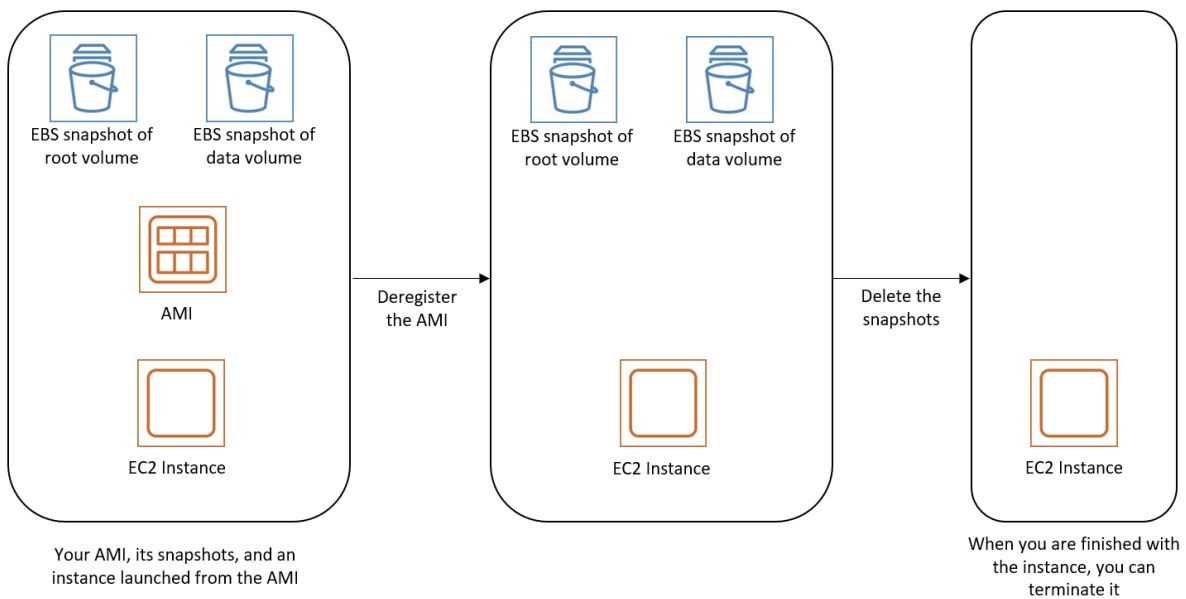 EBS snapshot of
root volume
EBS snapshot of
data volume
AMI
EC2 Instance
Your AMI, its snapshots, and an
instance launched from the AMI
Deregister
the AMI
EBS snapshot of
root volume
EBS snapshot of
data volume
EC2 Instance
Delete the
snapshots
EC2 Instance
When you are finished with
the instance, you can
terminate it